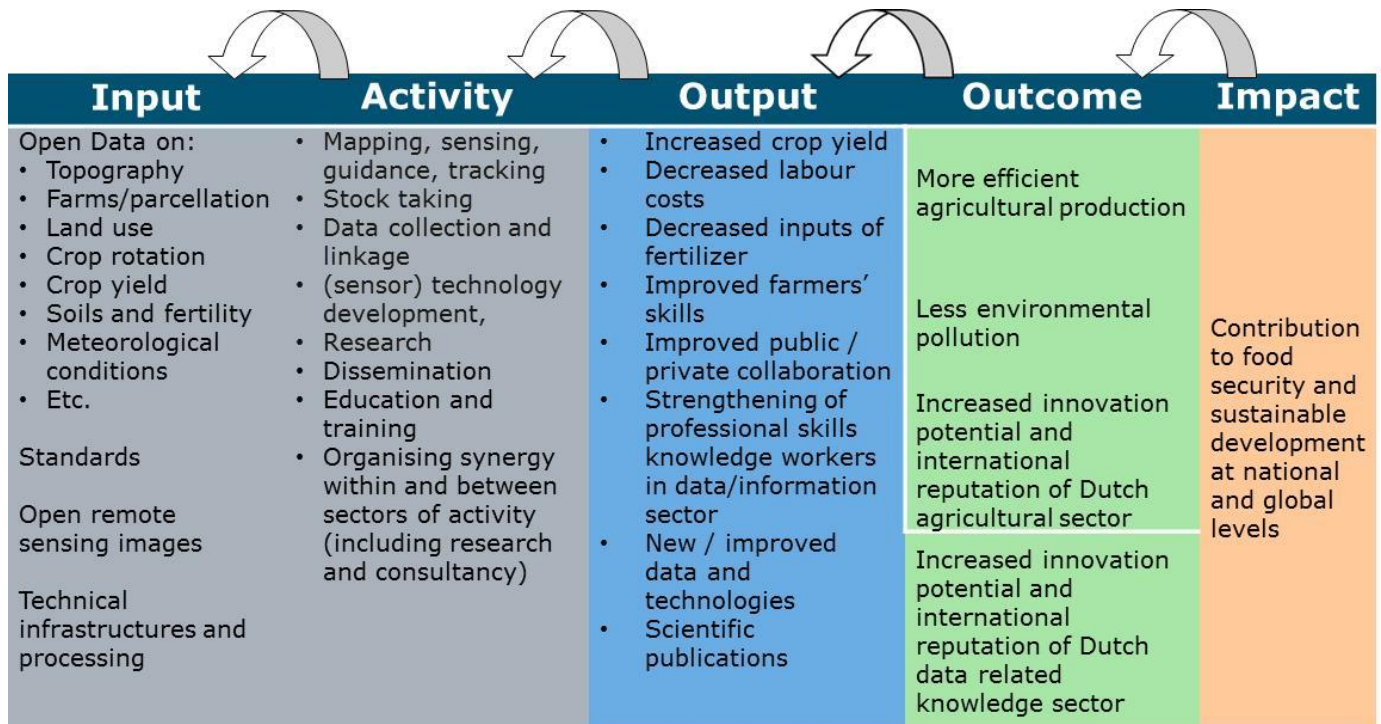 Input
Activity
Output
Outcome
Impact
Open Data on:
• Topography
• Farms/parcellation
• Land use
• Crop rotation
• Crop yield
• Soils and fertility
• Meteorological
conditions
• Etc.
Standards
Open remote
sensing images
Technical
infrastructures and
processing
• Mapping, sensing,
guidance, tracking
• Stock taking
• Data collection and
linkage
• (sensor) technology
development,
• Research
• Dissemination
• Education and
training
• Organising synergy
within and between
sectors of activity
(including research
and consultancy)
• Increased crop yield
• Decreased labour
costs
• Decreased inputs of
fertilizer
• Improved farmers’
skills
• Improved public /
private collaboration
• Strengthening of
professional skills
knowledge workers
in data/information
sector
• New / improved
data and
technologies
• Scientific
publications
More efficient
agricultural production
Less environmental
pollution
Increased innovation
potential and
international
reputation of Dutch
agricultural sector
Increased innovation
potential and
international
reputation of Dutch
data related
knowledge sector
Contribution
to food
security and
sustainable
development
at national
and global
levels